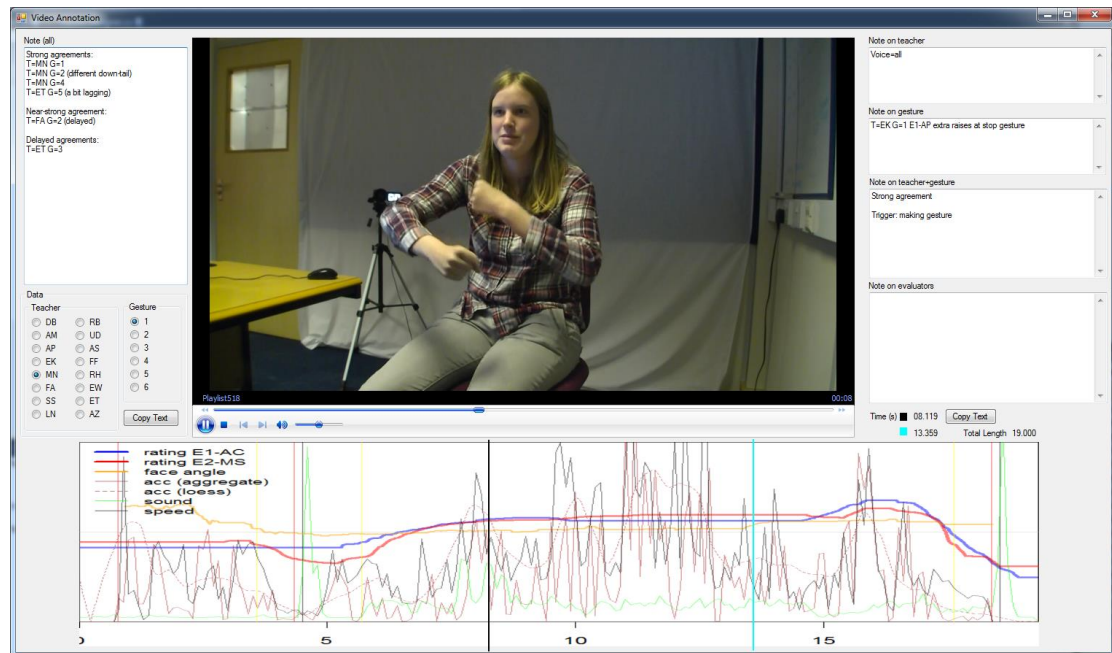 Video Annotation
Note (all)
Strong agreements:
T=MN G=1
T=MN G=2 (different down-tail)
T=MN G=4
T=ET G=5 (a bit lagging)
Near-strong agreement:
T=FA G=2 (delayed)
Delayed agreements:
T=ET G=3
Data
Teacher
Gesture
DB RB 1
AM UD 2
AP AS 3
EK FF 4
MN RH 5
FA EW 6
SS ET
LN AZ
Copy Text
Playlist518 00:08
Note on teacher
Voice=all
Note on gesture
T=EK G=1 E1-AP extra raises at stop gesture
Note on teacher+gesture
Strong agreement
Trigger: making gesture
Note on evaluators
Time (s) 08.119 Copy Text
13.359 Total Length 19.000
rating E1-AC
rating E2-MS
face angle
acc (aggregate)
acc (loess)
sound
speed
0 5 10 15